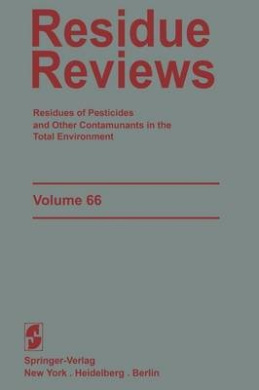 Residue
Reviews
Residues of Pesticides
and Other Contamunants in the
Total Environment
Volume 66
Springer-Verlag
New York . Heidelberg . Berlin